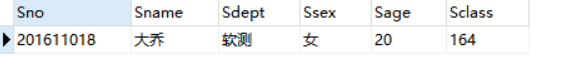 Sno Sname Sdept Ssex Sage Sclass
201611018 大乔 软测 女 20 164